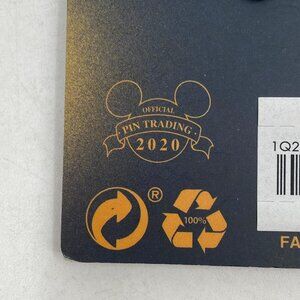 OFFICIAL
PIN TRADING
2020
1Q2
®
100%
FA